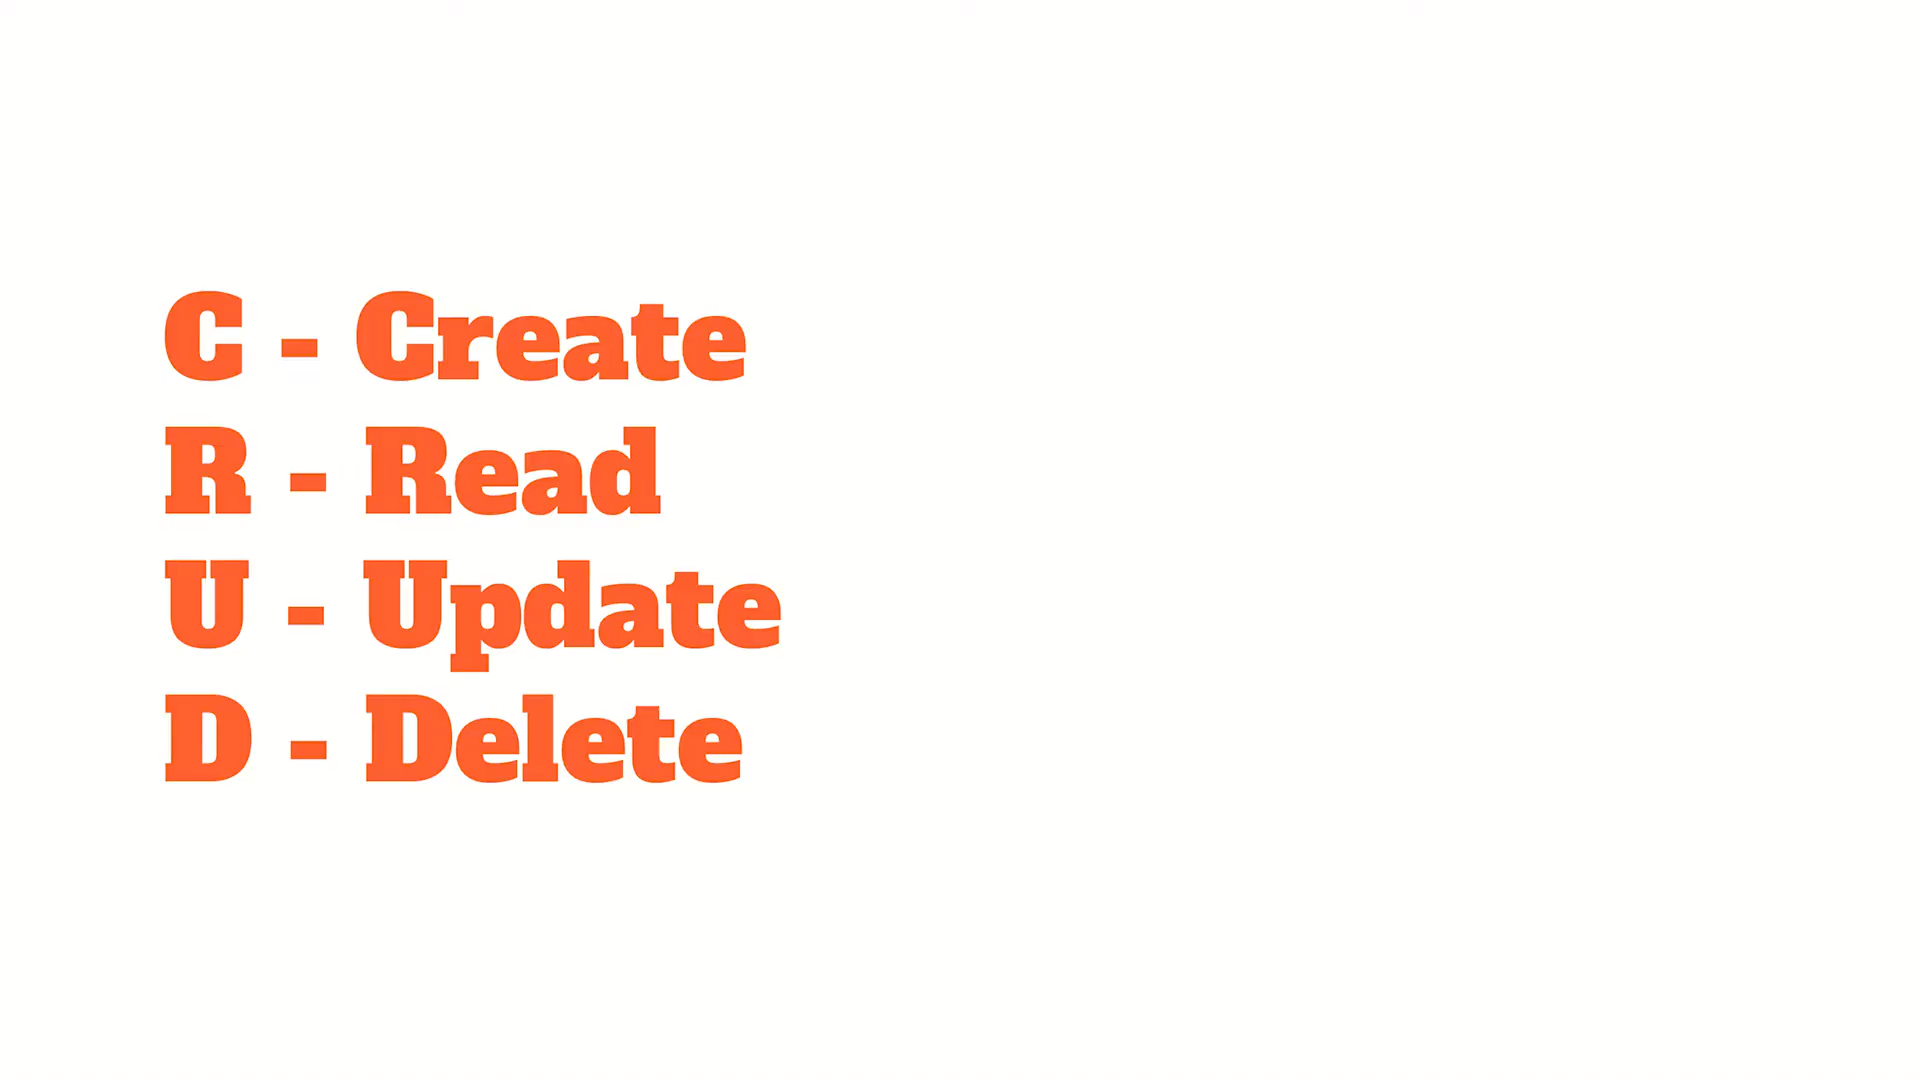 C - Create
R - Read
U - Update
D - Delete